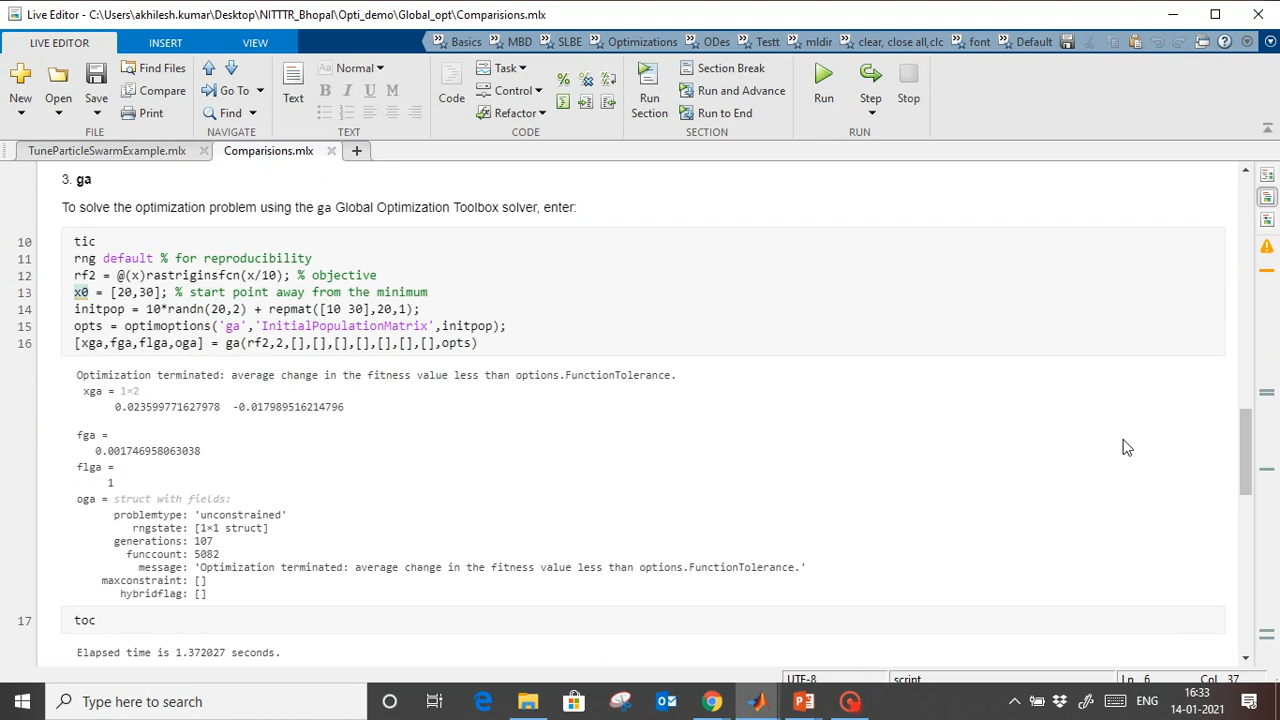 Live Editor - C:\Users\akhilesh.kumar\Desktop\NITTTR_Bhopal\Opti_demo\Global_opt\Comparisions.mlx
LIVE EDITOR INSERT VIEW
Basics MBD SLBE Optimizations ODes Testt mldir clear, close all,clc font Default
New Open Save Find Files Compare Print
FILE
Go To Find
NAVIGATE
Text Aa Normal B I U M
TEXT
Code Task Control Refactor
CODE
Run Section Section Break Run and Advance Run to End
SECTION
Run Step Stop
RUN
TuneParticleSwarmExample.mlx Comparisions.mlx
3. ga
To solve the optimization problem using the ga Global Optimization Toolbox solver, enter:
10 tic
11 rng default % for reproducibility
12 rf2 = @(x)rastriginsfcn(x/10); % objective
13 x0 = [20,30]; % start point away from the minimum
14 initpop = 10*randn(20,2) + repmat([10 30],20,1);
15 opts = optimoptions('ga','InitialPopulationMatrix',initpop);
16 [xga,fga,flga,oga] = ga(rf2,2,[],[],[],[],[],[],[],opts)
Optimization terminated: average change in the fitness value less than options.FunctionTolerance.
xga = 1×2
0.023599771627978 -0.017989516214796
fga =
0.001746958063038
flga =
1
oga = struct with fields:
problemtype: 'unconstrained'
rngstate: [1×1 struct]
generations: 107
funccount: 5082
message: 'Optimization terminated: average change in the fitness value less than options.FunctionTolerance.'
maxconstraint: []
hybridflag: []
17 toc
Elapsed time is 1.372027 seconds.
UTF-8 script Ln 6 Col 37
Type here to search
ENG
16:33
14-01-2021